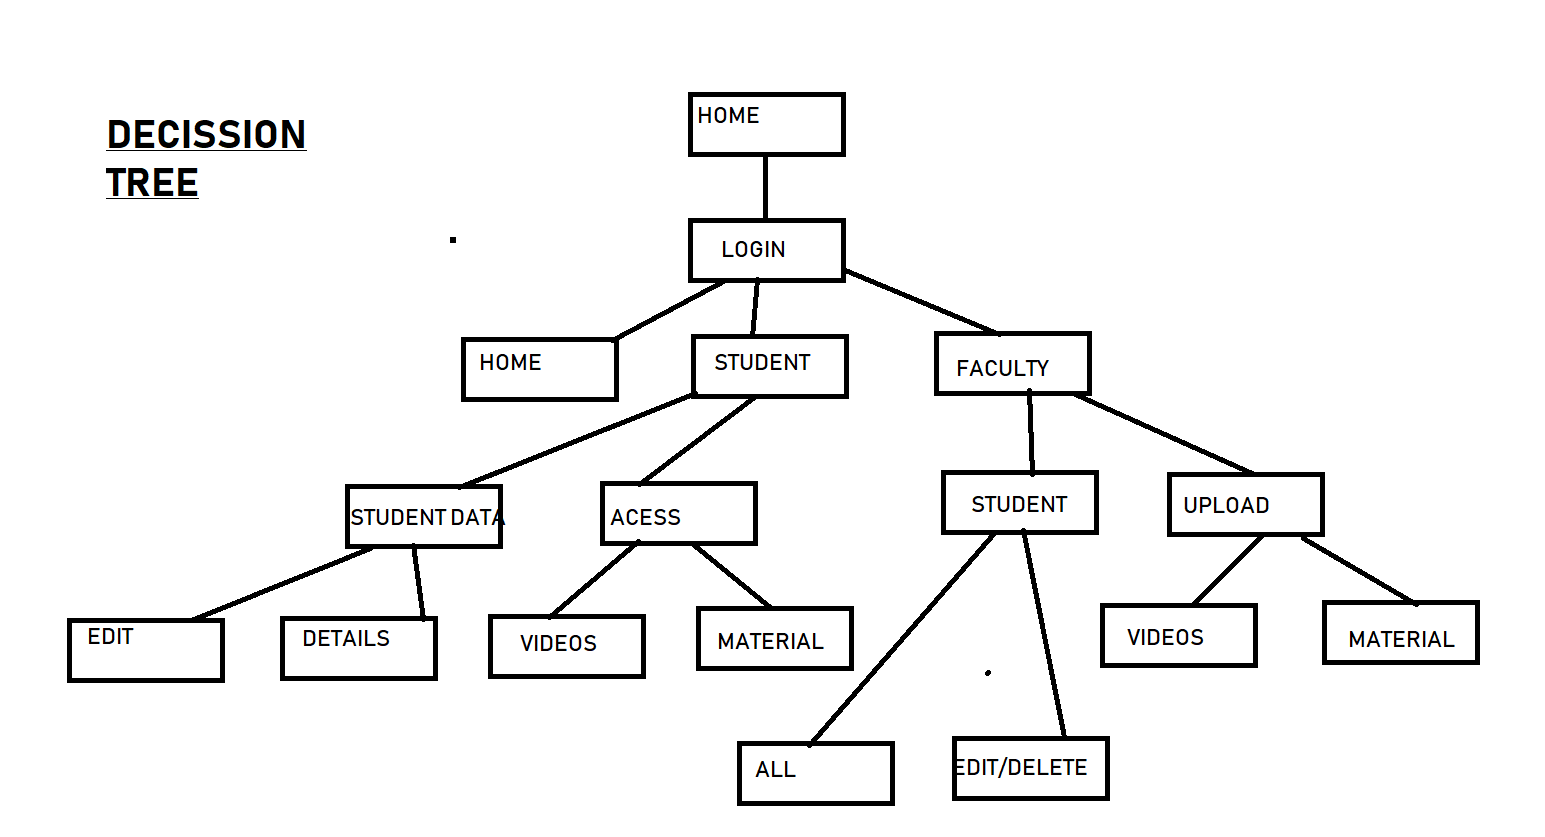 DECISSION
TREE
HOME
LOGIN
HOME
STUDENT
FACULTY
STUDENT DATA
ACESS
STUDENT
UPLOAD
EDIT
DETAILS
VIDEOS
MATERIAL
VIDEOS
MATERIAL
ALL
EDIT/DELETE